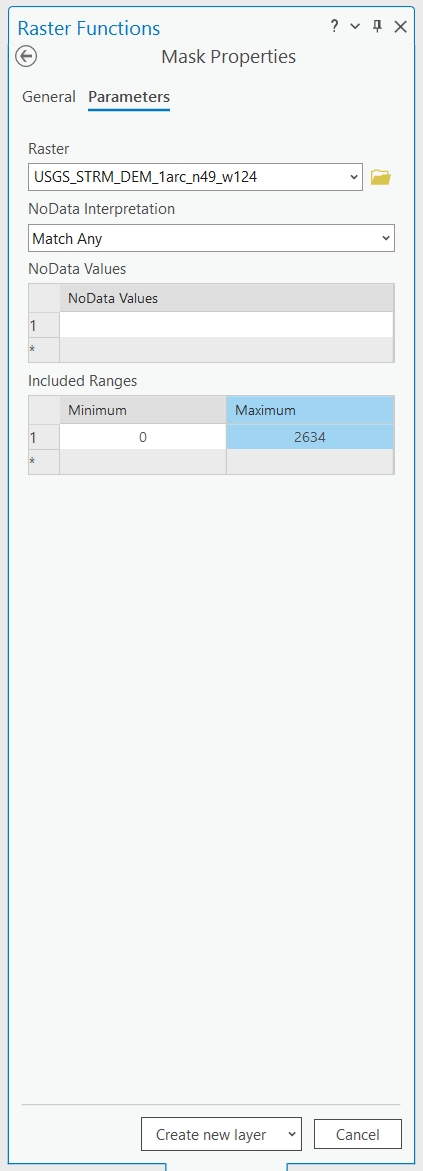 Raster Functions
?
Mask Properties
General Parameters
Raster
USGS_STRM_DEM_1arc_n49_w124
NoData Interpretation
Match Any
NoData Values
NoData Values
1
*
Included Ranges
Minimum Maximum
1 0 2634
*
Create new layer Cancel